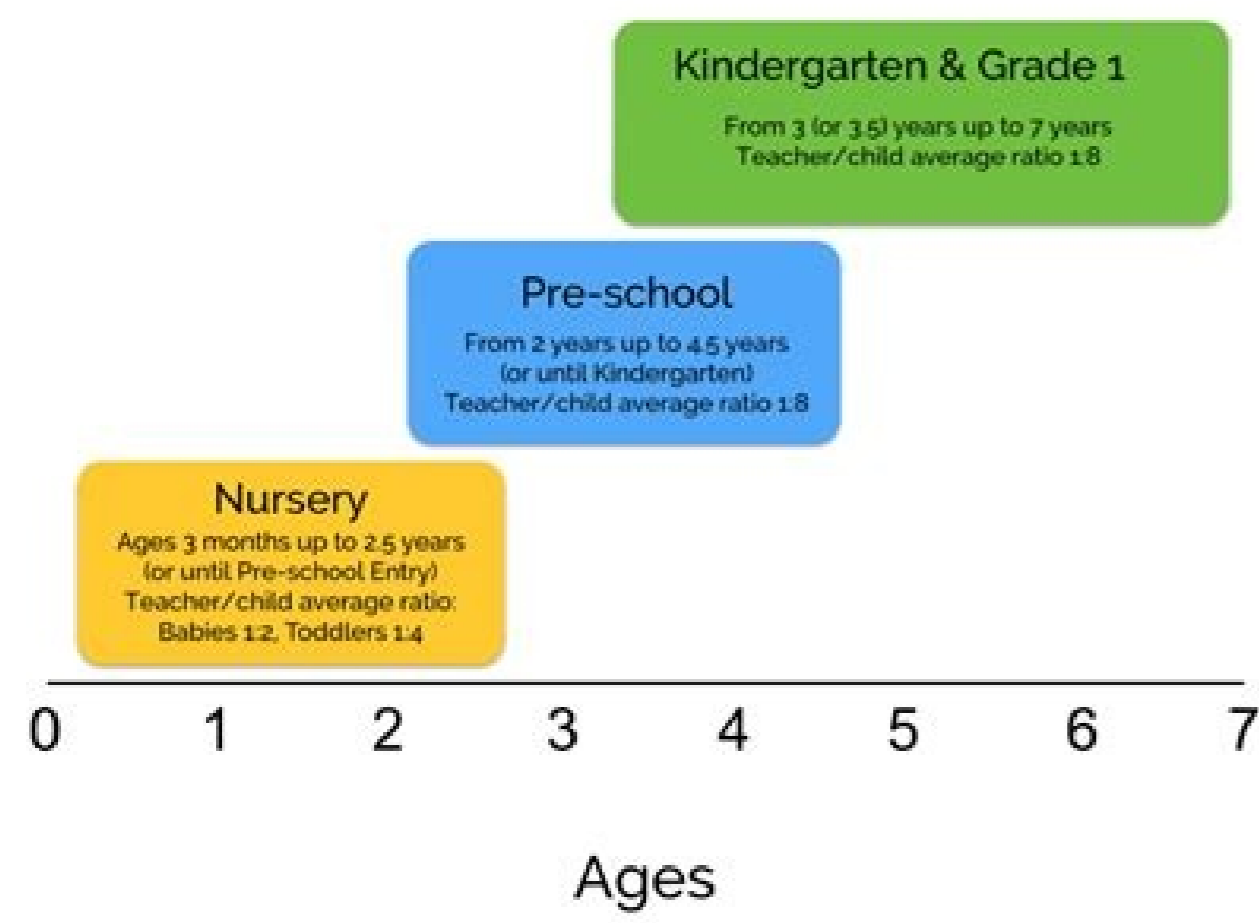 Kindergarten & Grade 1
From 3 (or 3.5) years up to 7 years
Teacher/child average ratio 1:8
Pre-school
From 2 years up to 4.5 years
(or until Kindergarten)
Teacher/child average ratio 1:8
Nursery
Ages 3 months up to 2.5 years
(or until Pre-school Entry)
Teacher/child average ratio:
Babies 1:2, Toddlers 1:4
0 1 2 3 4 5 6 7
Ages